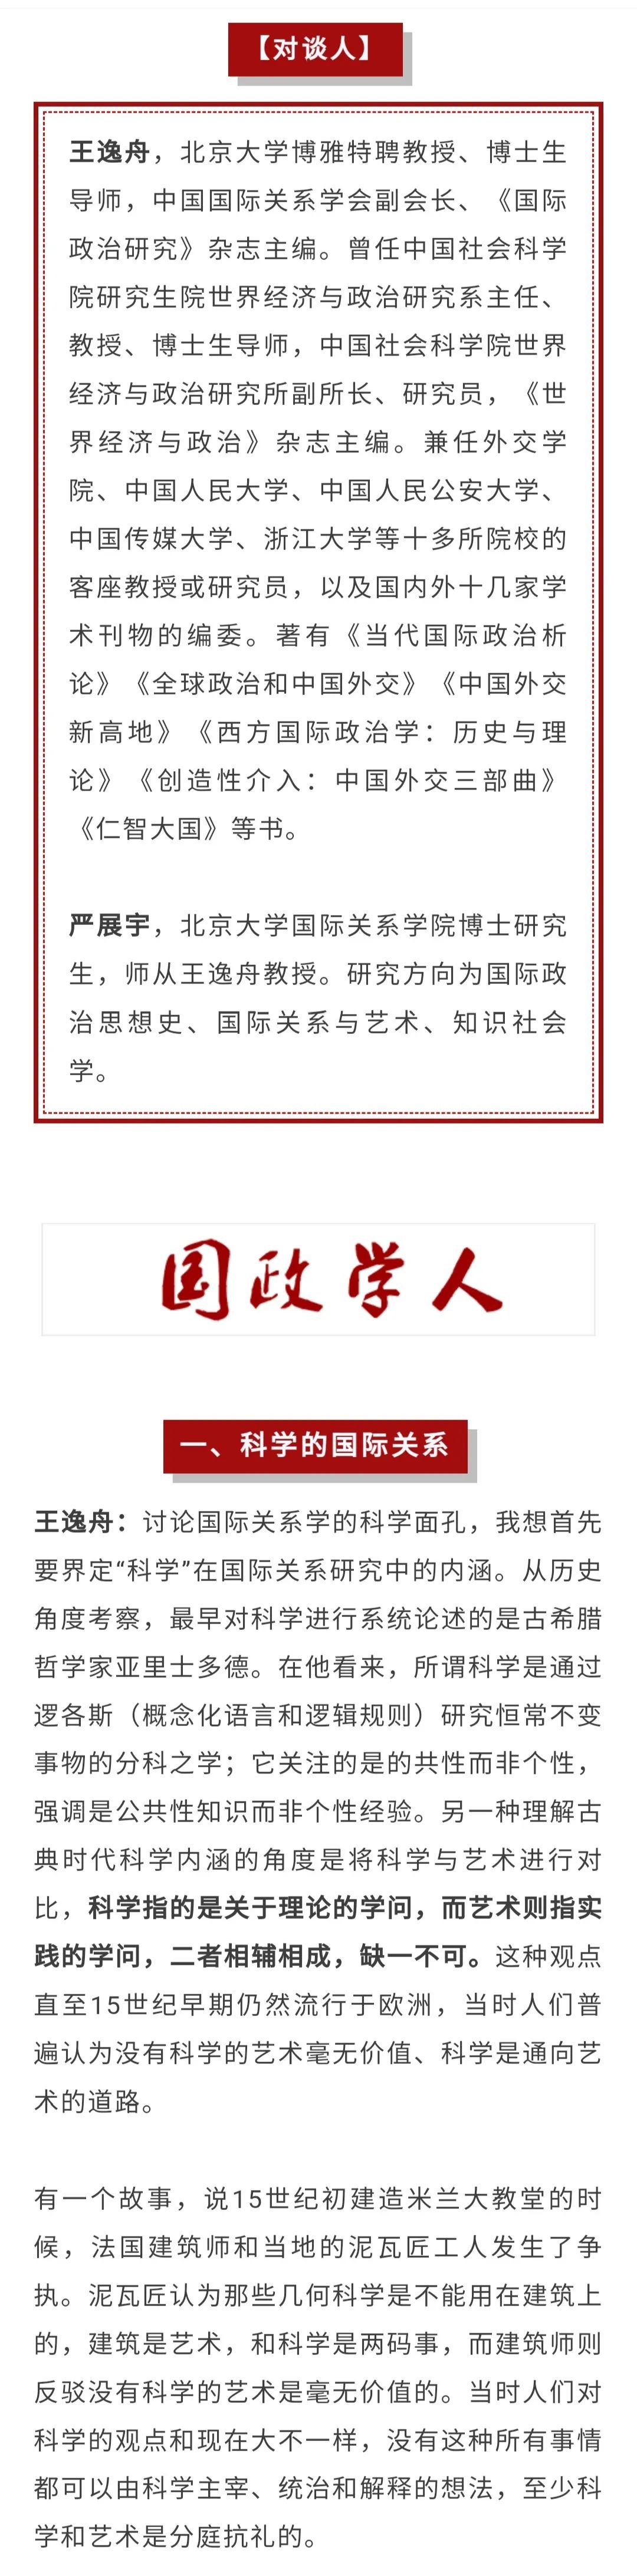 【对谈人】
王逸舟，北京大学博雅特聘教授、博士生
导师，中国国际关系学会副会长、《国际
政治研究》杂志主编。曾任中国社会科学
院研究生院世界经济与政治研究系主任、
教授、博士生导师，中国社会科学院世界
经济与政治研究所副所长、研究员，《世
界经济与政治》杂志主编。兼任外交学
院、中国人民大学、中国人民公安大学、
中国传媒大学、浙江大学等十多所院校的
客座教授或研究员，以及国内外十几家学
术刊物的编委。著有《当代国际政治析
论》《全球政治和中国外交》《中国外交
新高地》《西方国际政治学：历史与理
论》《创造性介入：中国外交三部曲》
《仁智大国》等书。
严展宇，北京大学国际关系学院博士研究
生，师从王逸舟教授。研究方向为国际政
治思想史、国际关系与艺术、知识社会
学。
国政学人
一、科学的国际关系
王逸舟：讨论国际关系学的科学面孔，我想首先
要界定“科学”在国际关系研究中的内涵。从历史
角度考察，最早对科学进行系统论述的是古希腊
哲学家亚里士多德。在他看来，所谓科学是通过
逻各斯（概念化语言和逻辑规则）研究恒常不变
事物的分科之学；它关注的是的共性而非个性，
强调是公共性知识而非个性经验。另一种理解古
典时代科学内涵的角度是将科学与艺术进行对
比，科学指的是关于理论的学问，而艺术则指实
践的学问，二者相辅相成，缺一不可。这种观点
直至15世纪早期仍然流行于欧洲，当时人们普
遍认为没有科学的艺术毫无价值、科学是通向艺
术的道路。
有一个故事，说15世纪初建造米兰大教堂的时
候，法国建筑师和当地的泥瓦匠工人发生了争
执。泥瓦匠认为那些几何科学是不能用在建筑上
的，建筑是艺术，和科学是两码事，而建筑师则
反驳没有科学的艺术是毫无价值的。当时人们对
科学的观点和现在大不一样，没有这种所有事情
都可以由科学主宰、统治和解释的想法，至少科
学和艺术是分庭抗礼的。